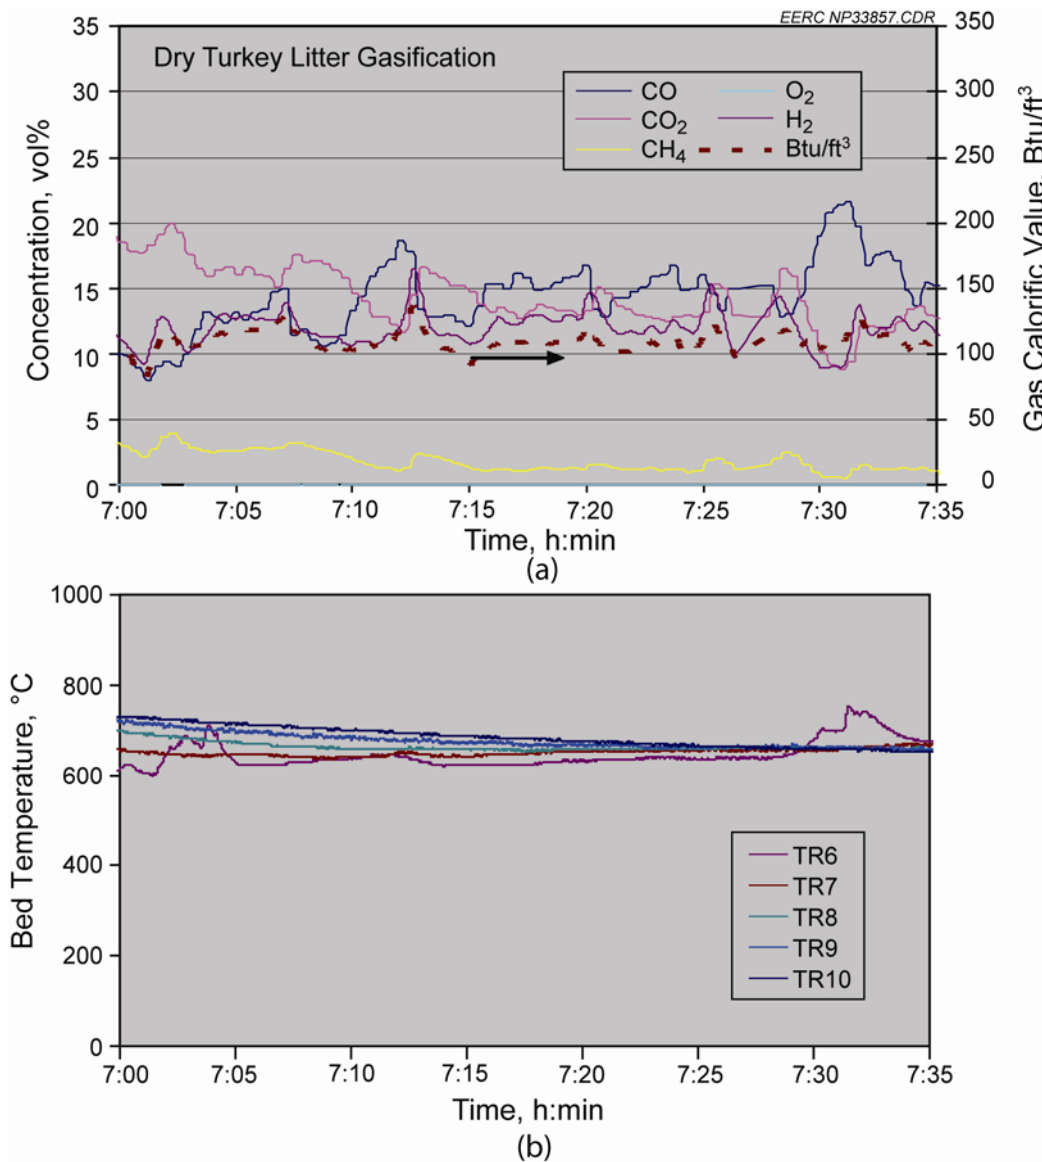 EERC NP33857.CDR
Dry Turkey Litter Gasification
CO
O₂
CO₂
H₂
CH₄
Btu/ft³
Concentration, vol%
35
30
25
20
15
10
5
0
Gas Calorific Value, Btu/ft³
350
300
250
200
150
100
50
0
7:00 7:05 7:10 7:15 7:20 7:25 7:30 7:35
Time, h:min
(a)
Bed Temperature, °C
1000
800
600
400
200
0
TR6
TR7
TR8
TR9
TR10
7:00 7:05 7:10 7:15 7:20 7:25 7:30 7:35
Time, h:min
(b)